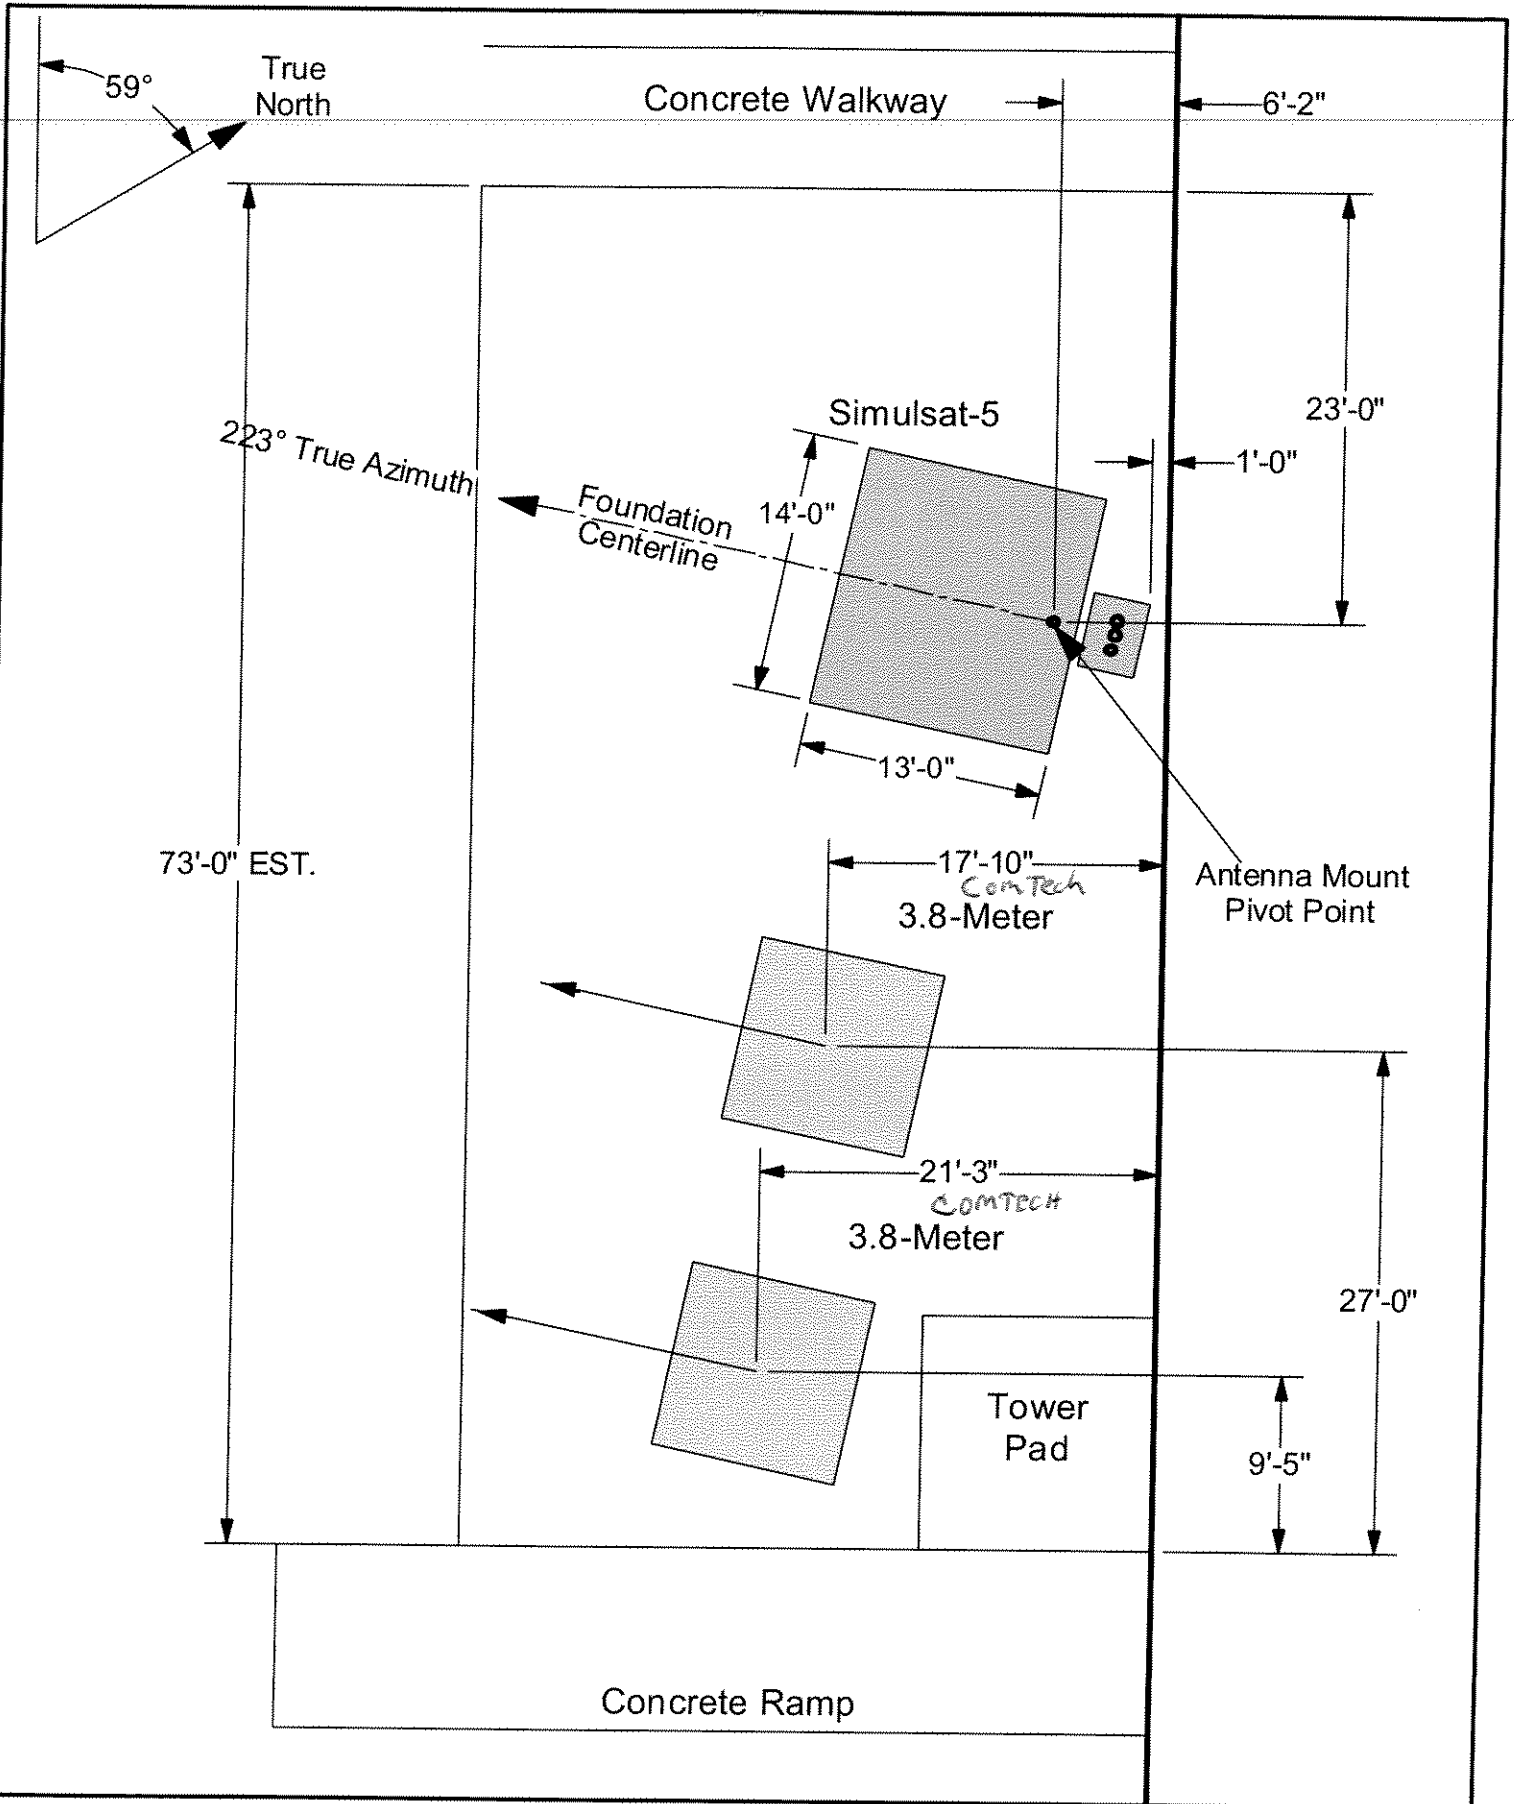 59°
True
North
Concrete Walkway
6'-2"
23'-0"
Simulsat-5
1'-0"
223° True Azimuth
Foundation
Centerline
14'-0"
13'-0"
73'-0" EST.
17'-10"
ComTech
3.8-Meter
Antenna Mount
Pivot Point
21'-3"
COMTECH
3.8-Meter
27'-0"
Tower
Pad
9'-5"
Concrete Ramp